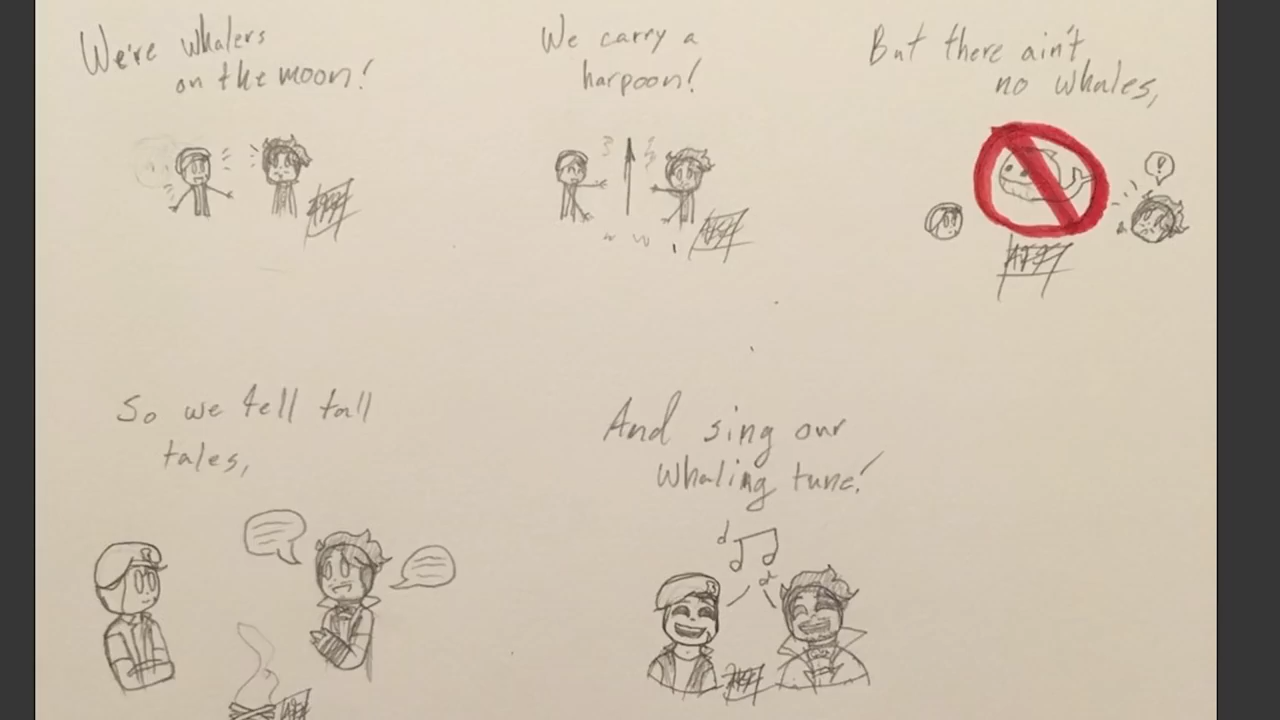 We're whalers
on the moon!
We carry a
harpoon!
But there ain't
no whales,
So we tell tall
tales,
And sing our
whaling tune!